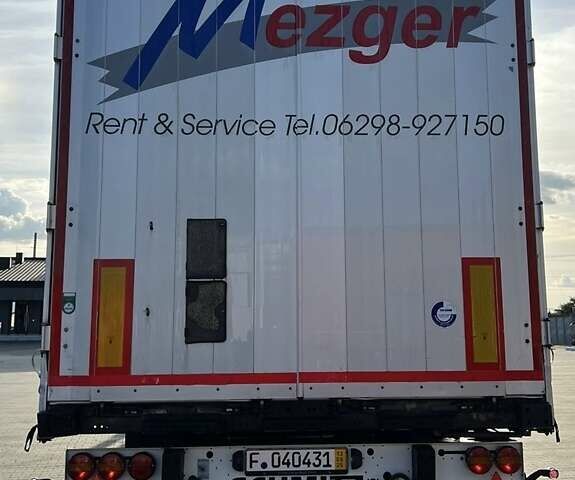 Mezger
Rent & Service Tel.06298-927150
F 040431